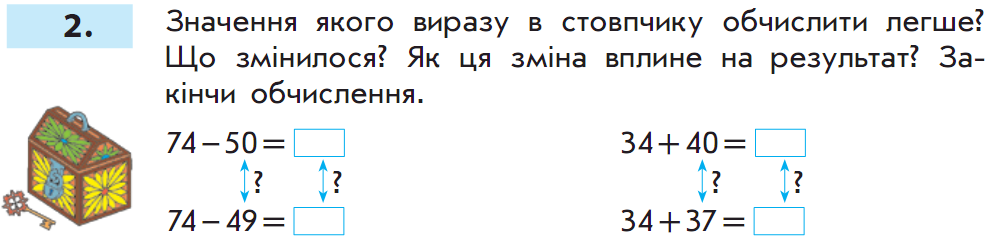 2.
Значення якого виразу в стовпчику обчислити легше?
Що змінилося? Як ця зміна вплине на результат? За-
кінчи обчислення.
74 – 50 =
34 + 40 =
?
?
?
?
74 – 49 =
34 + 37 =